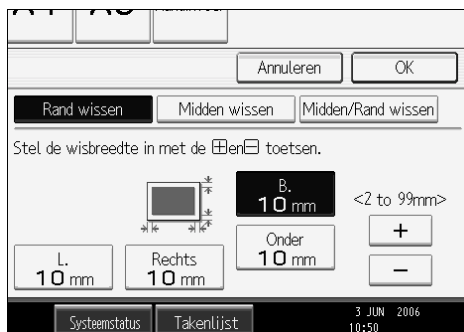 Annuleren OK
Rand wissen Midden wissen Midden/Rand wissen
Stel de wisbreedte in met de ⊞en⊟ toetsen.
B.
10 mm
<2 to 99mm>
+
Onder
10 mm
L.
10 mm
Rechts
10 mm
−
Systeemstatus Takenlijst
3 JUN 2006
10:50